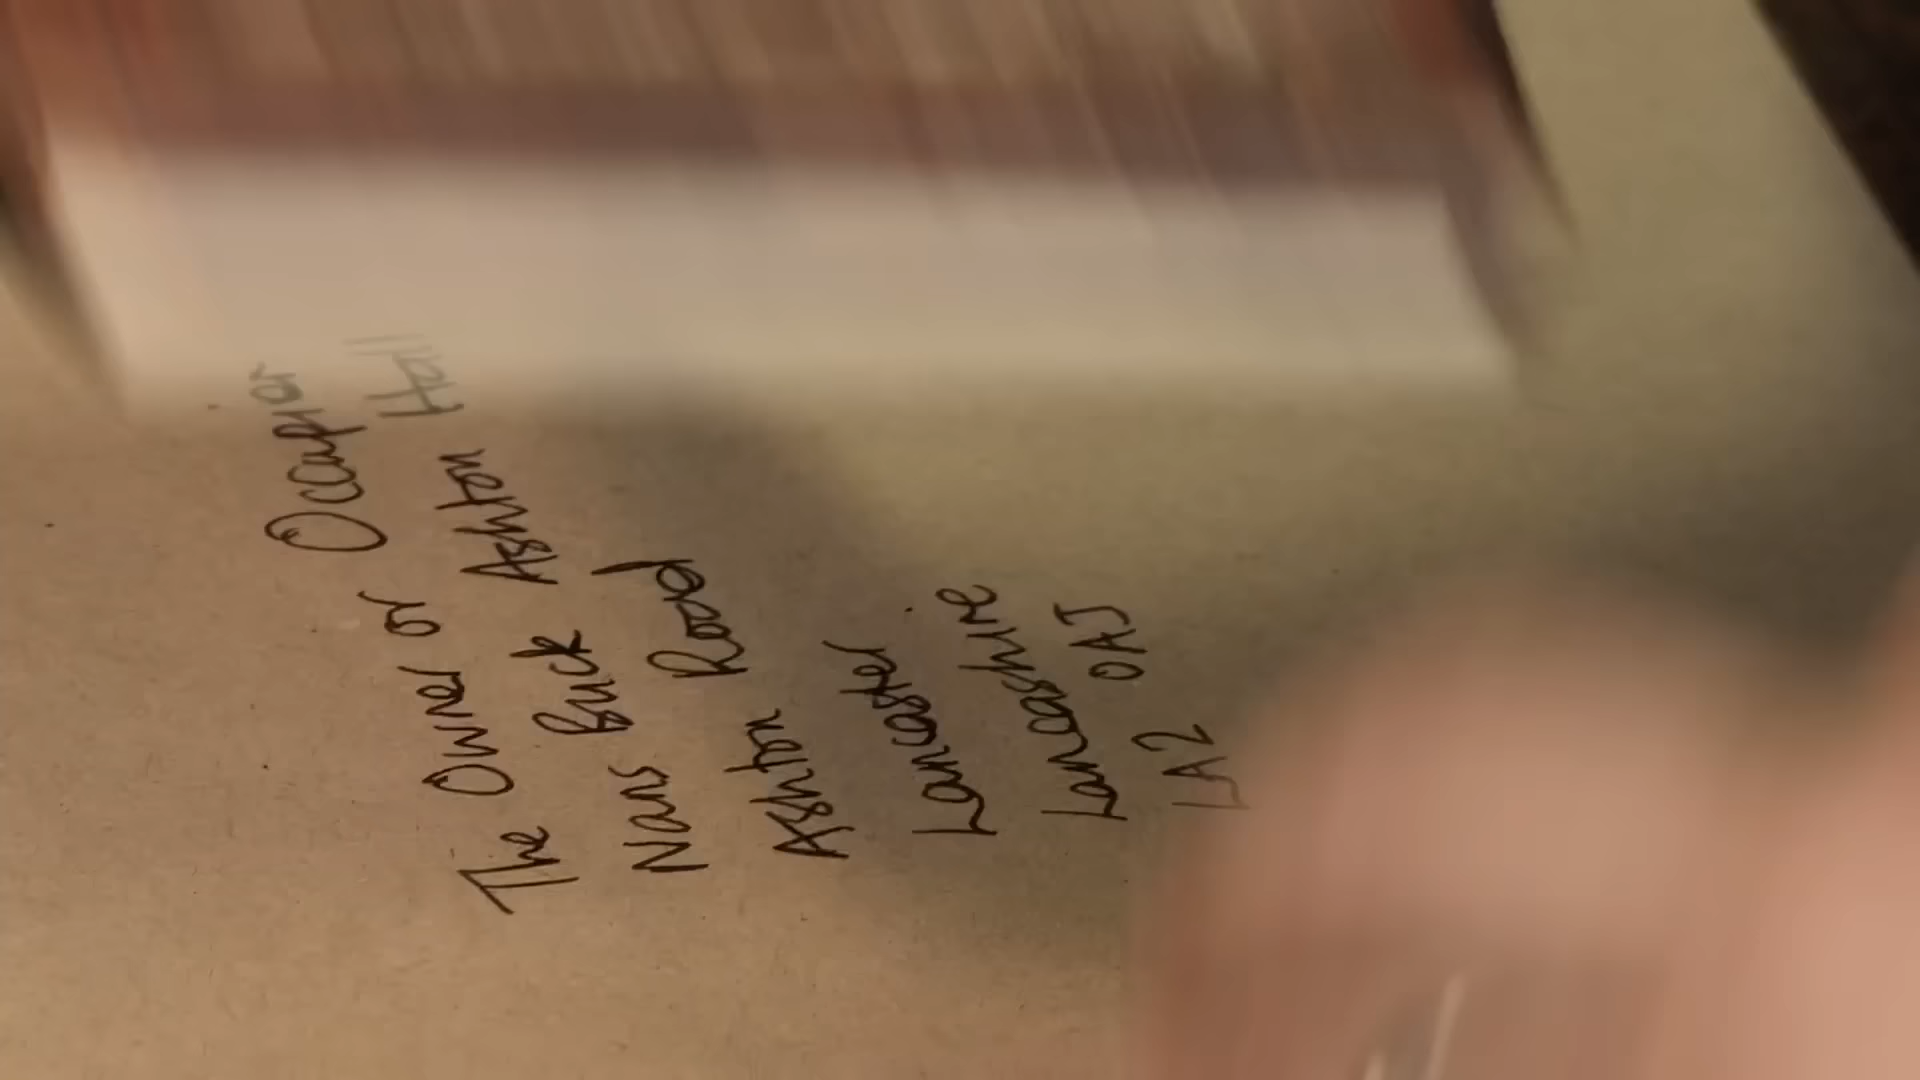 The Owner or Occupier
Nans Buck Ashton Hall
Ashton Road
Lancaster
Lancashire
LA2 0AJ